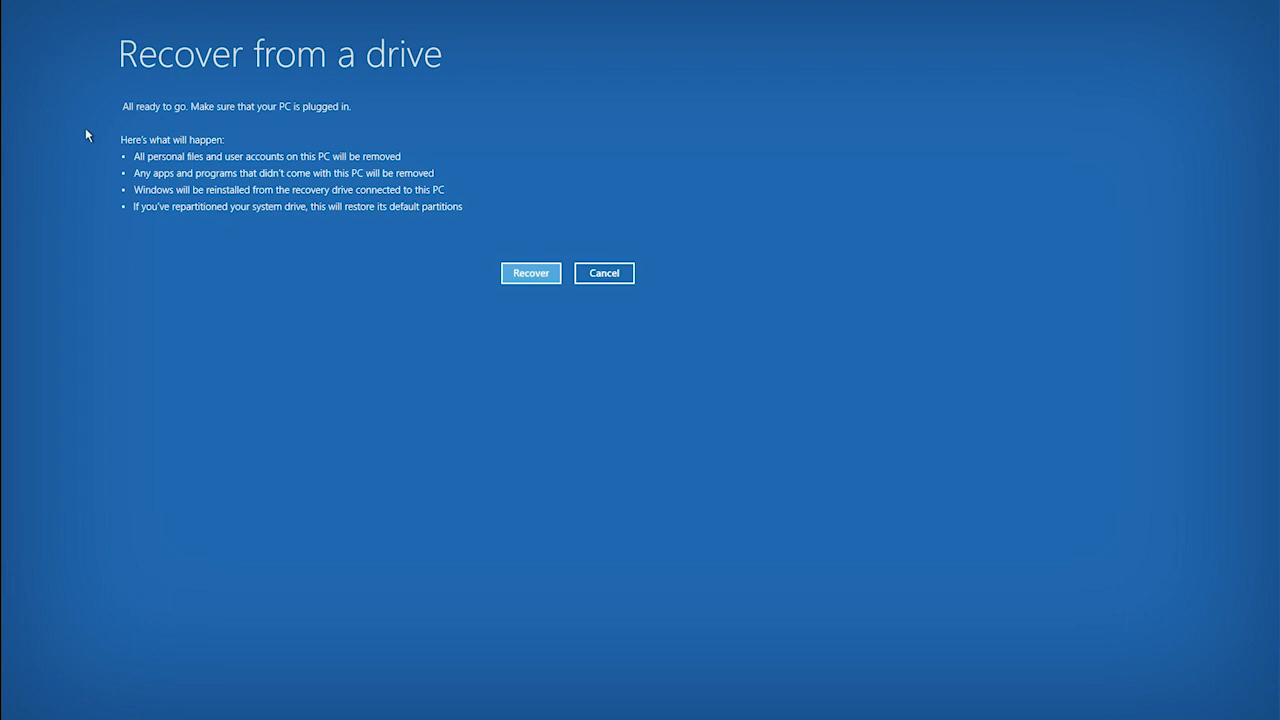 Recover from a drive
All ready to go. Make sure that your PC is plugged in.
Here's what will happen:
• All personal files and user accounts on this PC will be removed
• Any apps and programs that didn't come with this PC will be removed
• Windows will be reinstalled from the recovery drive connected to this PC
• If you've repartitioned your system drive, this will restore its default partitions
Recover Cancel